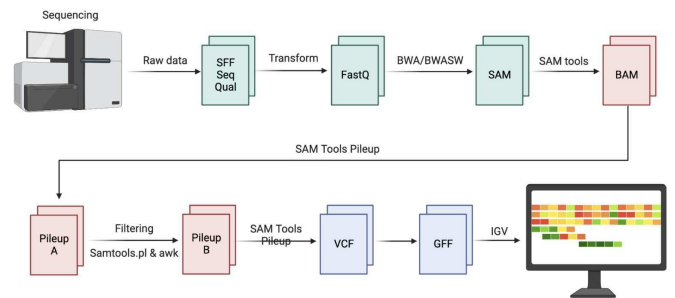 Sequencing
Raw data
SFF
Seq
Qual
Transform
FastQ
BWA/BWASW
SAM
SAM tools
BAM
SAM Tools Pileup
Pileup
A
Filtering
Samtools.pl & awk
Pileup
B
SAM Tools
Pileup
VCF
GFF
IGV